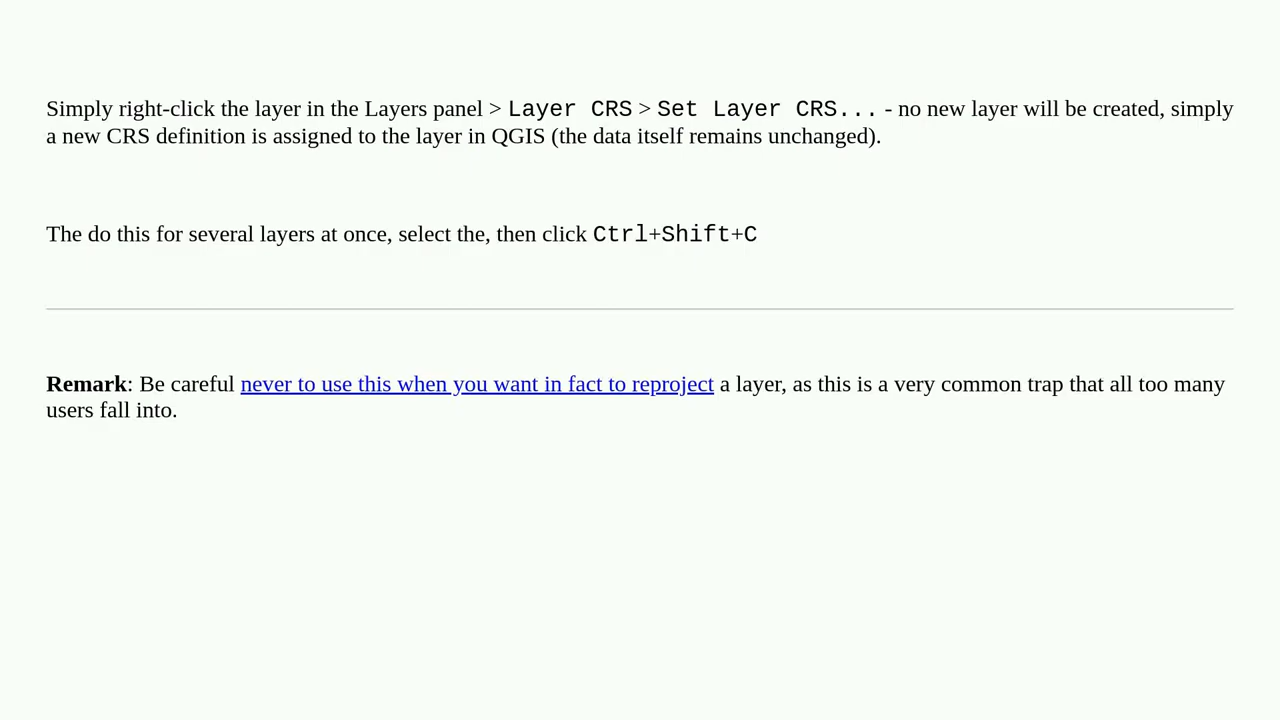 Simply right-click the layer in the Layers panel > Layer CRS > Set Layer CRS... - no new layer will be created, simply
a new CRS definition is assigned to the layer in QGIS (the data itself remains unchanged).
The do this for several layers at once, select the, then click Ctrl+Shift+C
Remark: Be careful never to use this when you want in fact to reproject a layer, as this is a very common trap that all too many
users fall into.